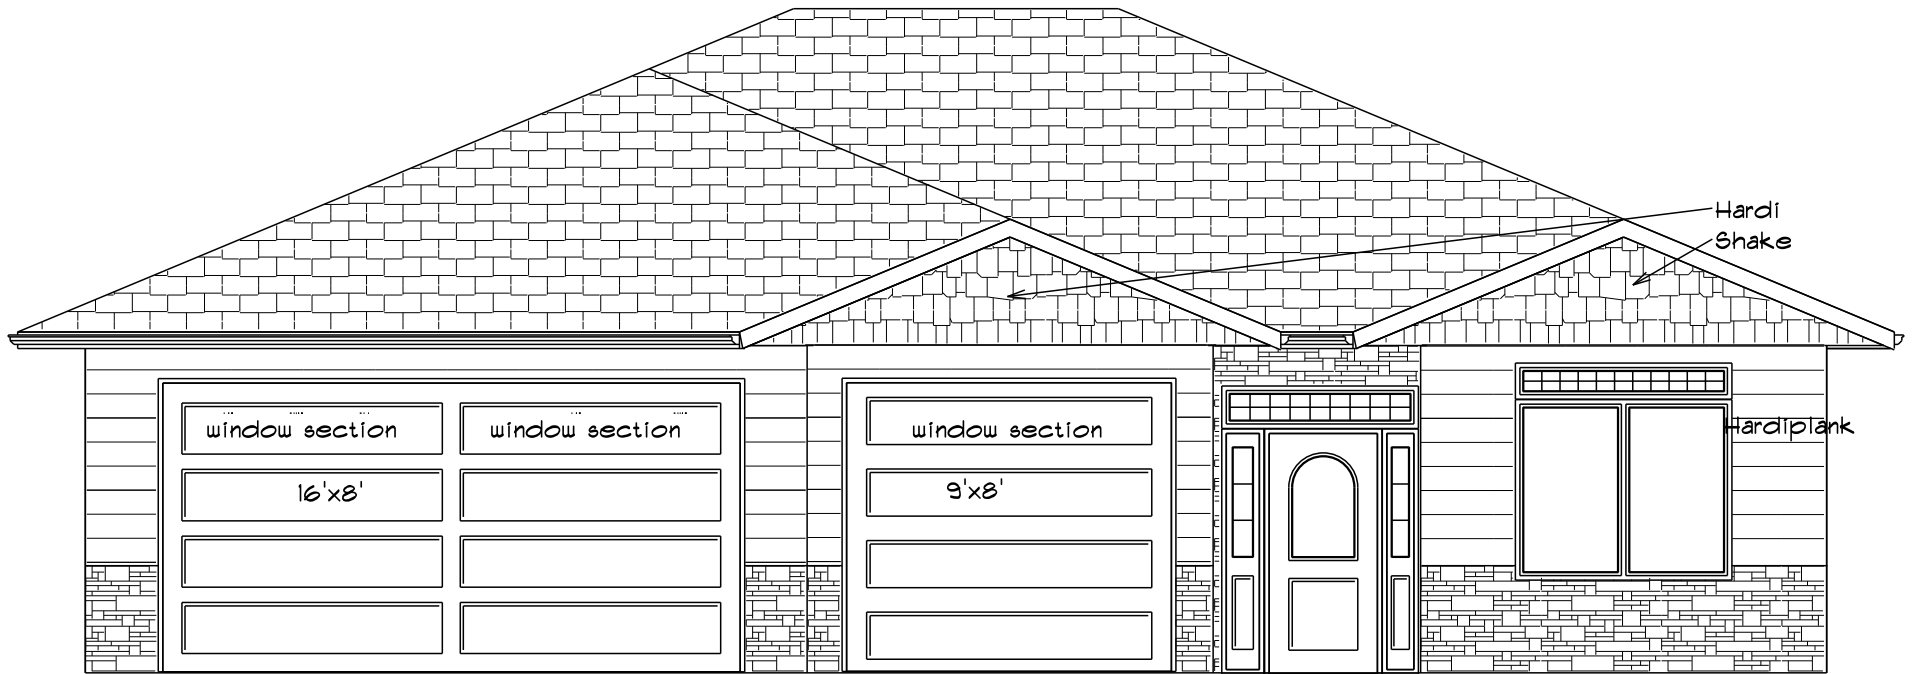 Hardi
Shake
window section
window section
window section
Hardiplank
16'x8'
9'x8'